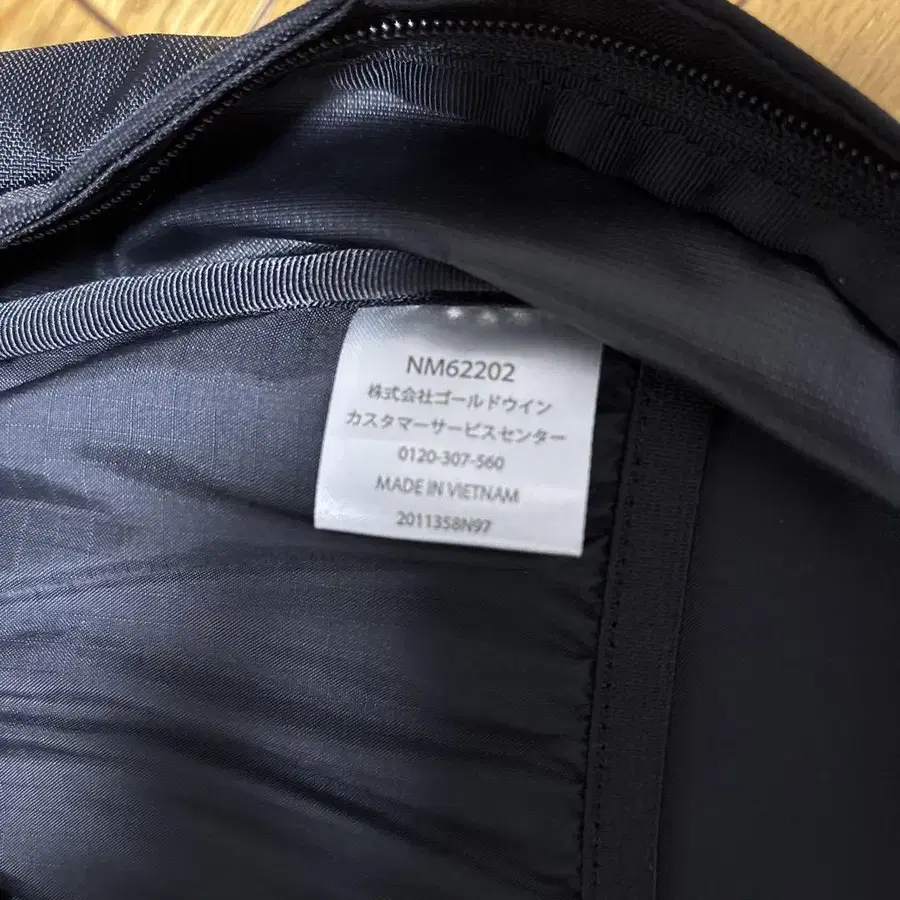 NM62202
株式会社ゴールドウイン
カスタマーサービスセンター
0120-307-560
MADE IN VIETNAM
2011358N97